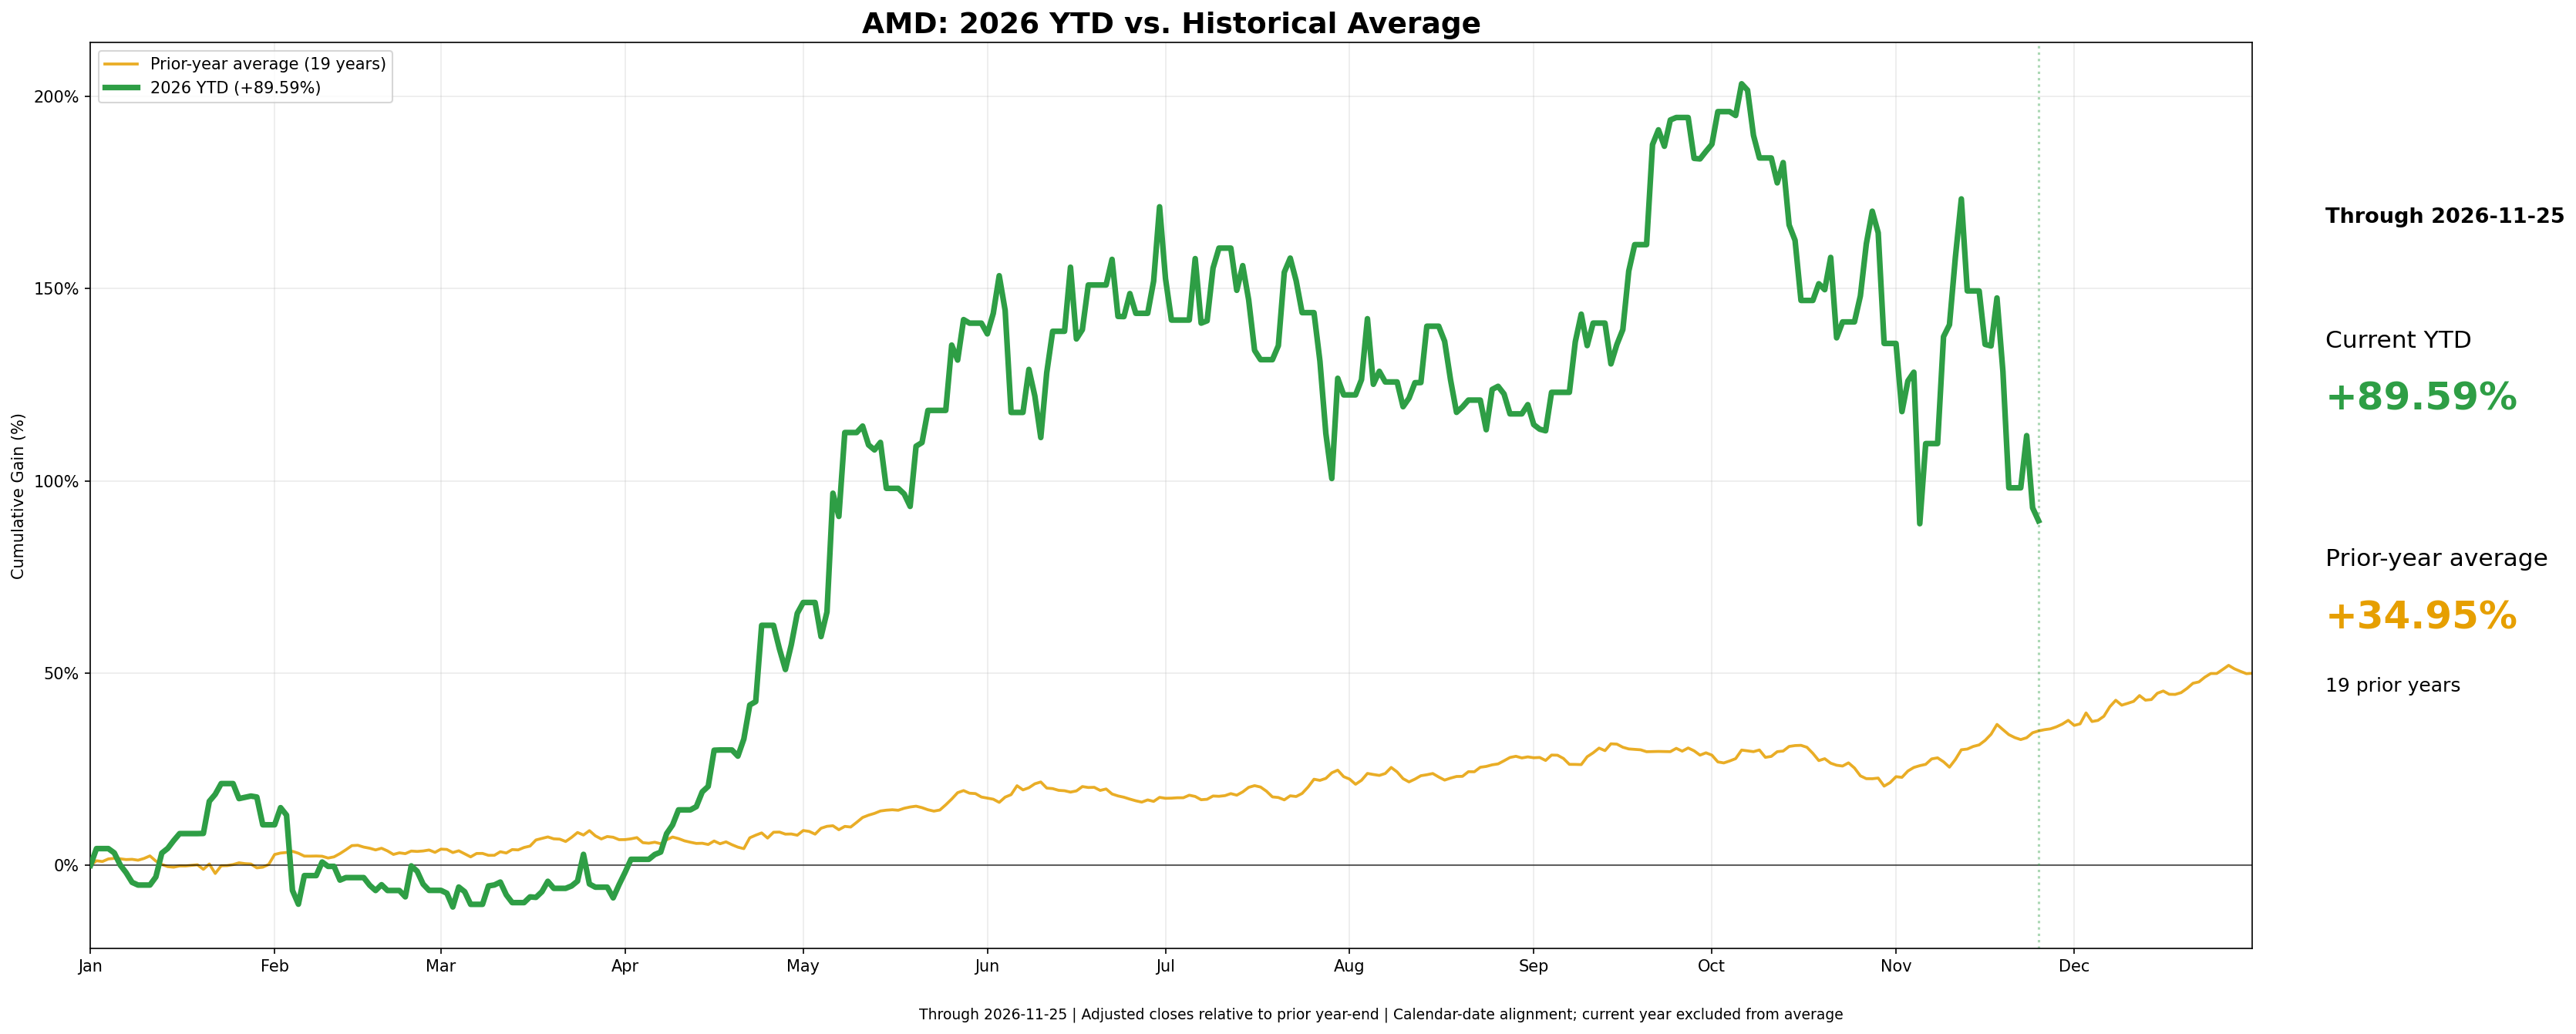 AMD: 2026 YTD vs. Historical Average
Prior-year average (19 years)
2026 YTD (+89.59%)
Cumulative Gain (%)
200%
150%
100%
50%
0%
Jan
Feb
Mar
Apr
May
Jun
Jul
Aug
Sep
Oct
Nov
Dec
Through 2026-11-25
Current YTD
+89.59%
Prior-year average
+34.95%
19 prior years
Through 2026-11-25 | Adjusted closes relative to prior year-end | Calendar-date alignment; current year excluded from average